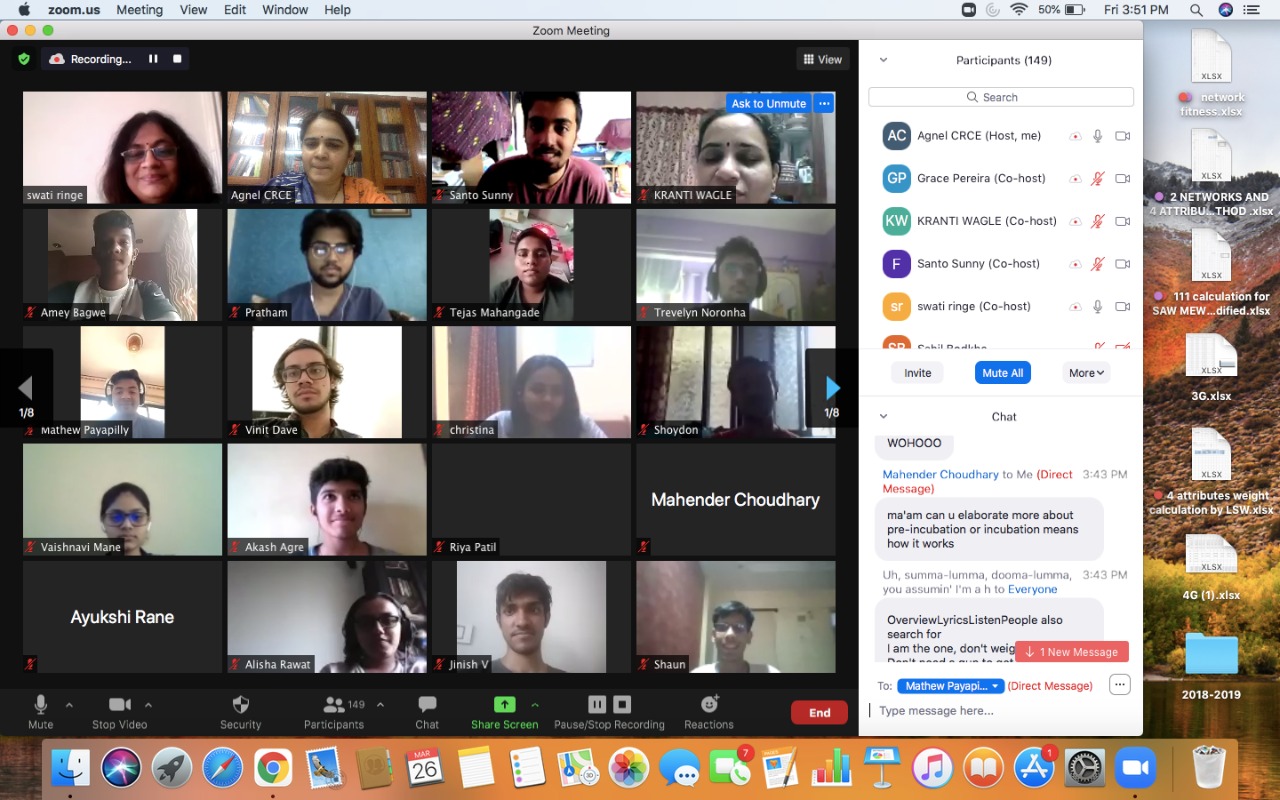 zoom.us Meeting View Edit Window Help
50% Fri 3:51 PM
Zoom Meeting
Recording...
View
swati ringe
Agnel CRCE
Santo Sunny
Ask to Unmute
KRANTI WAGLE
Amey Bagwe
Pratham
Tejas Mahangade
Trevelyn Noronha
1/8
Mathew Payapilly
Vinit Dave
christina
Shoydon
1/8
Vaishnavi Mane
Akash Agre
Riya Patil
Mahender Choudhary
Ayukshi Rane
Alisha Rawat
Jinish V
Shaun
Mute
Stop Video
Security
149
Participants
Chat
Share Screen
Pause/Stop Recording
Reactions
End
Participants (149)
Search
AC Agnel CRCE (Host, me)
GP Grace Pereira (Co-host)
KW KRANTI WAGLE (Co-host)
F Santo Sunny (Co-host)
sr swati ringe (Co-host)
Invite
Mute All
More
Chat
WOHOOO
Mahender Choudhary to Me (Direct 3:43 PM
Message)
ma'am can u elaborate more about
pre-incubation or incubation means
how it works
Uh, summa-lumma, dooma-lumma, 3:43 PM
you assumin' I'm a h to Everyone
OverviewLyricsListenPeople also
search for
I am the one, don't weig
1 New Message
To: Mathew Payapi... (Direct Message)
Type message here...
XLSX
network
fitness.xlsx
XLSX
2 NETWORKS AND
4 ATTRIBU...THOD .xlsx
XLSX
111 calculation for
SAW MEW...dified.xlsx
XLSX
3G.xlsx
XLSX
4 attributes weight
calculation by LSW.xlsx
XLSX
4G (1).xlsx
2018-2019
MAR
26
3D
7
PAGES
1